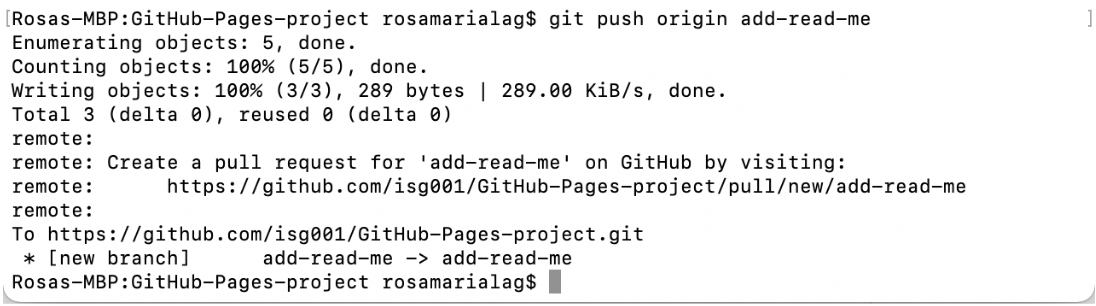 [Rosas-MBP:GitHub-Pages-project rosamarialag$ git push origin add-read-me ]
Enumerating objects: 5, done.
Counting objects: 100% (5/5), done.
Writing objects: 100% (3/3), 289 bytes | 289.00 KiB/s, done.
Total 3 (delta 0), reused 0 (delta 0)
remote:
remote: Create a pull request for 'add-read-me' on GitHub by visiting:
remote:      https://github.com/isg001/GitHub-Pages-project/pull/new/add-read-me
remote:
To https://github.com/isg001/GitHub-Pages-project.git
 * [new branch]      add-read-me -> add-read-me
Rosas-MBP:GitHub-Pages-project rosamarialag$